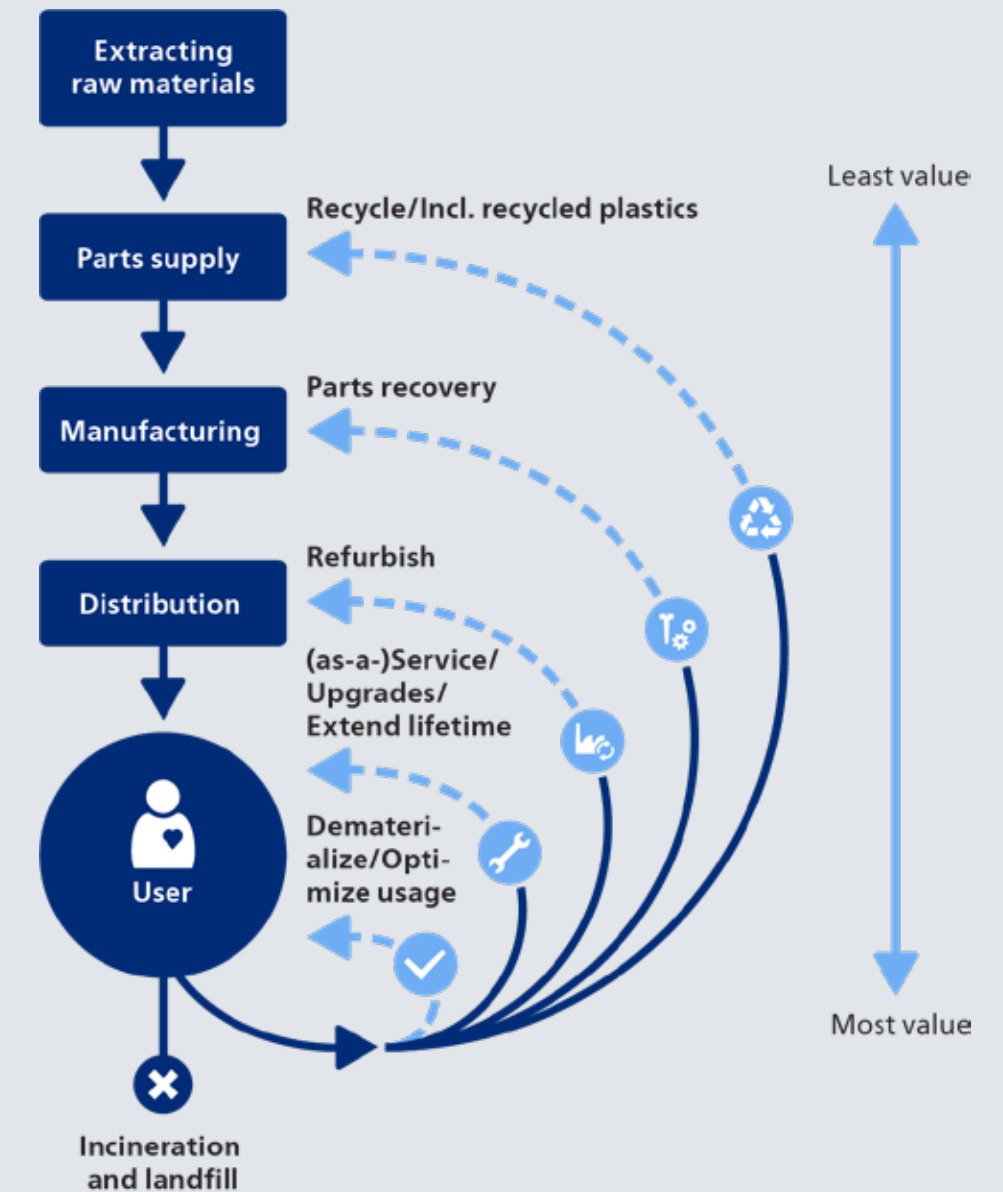 Extracting
raw materials
Least value
Recycle/Incl. recycled plastics
Parts supply
Parts recovery
Manufacturing
Refurbish
Distribution
(as-a-)Service/
Upgrades/
Extend lifetime
Demateri-
alize/Opti-
mize usage
User
Most value
Incineration
and landfill